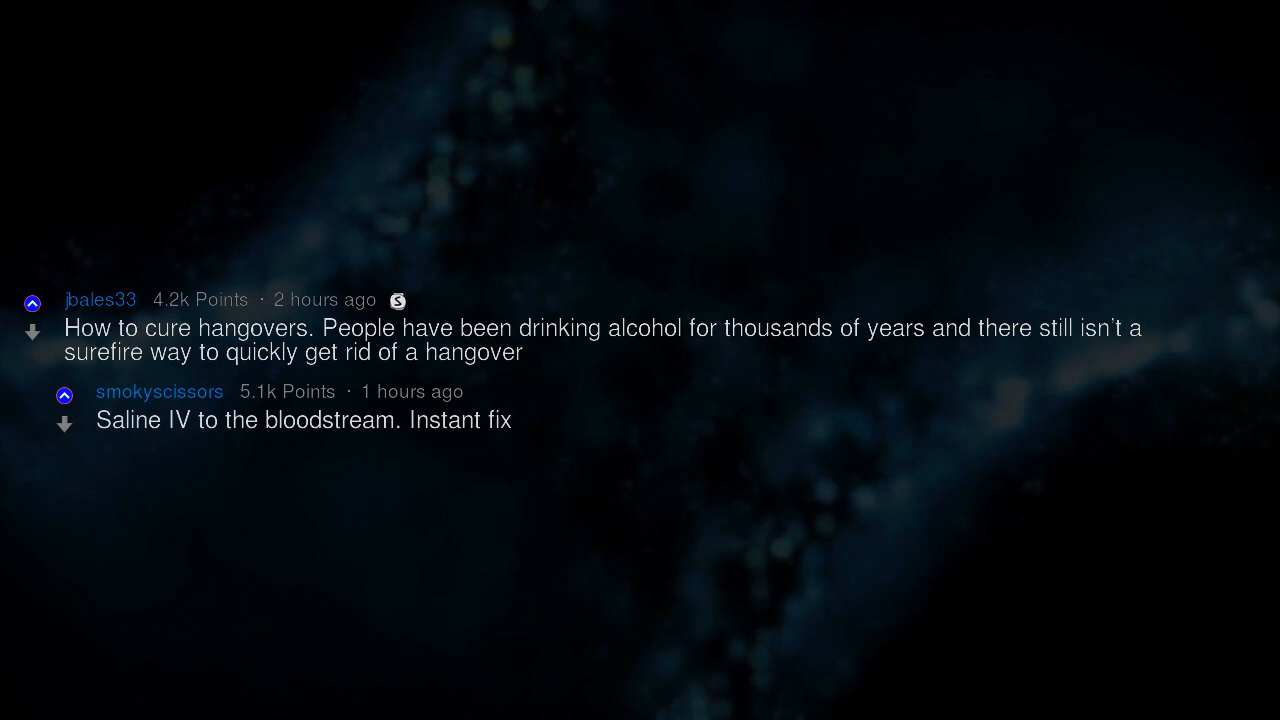 jbales33 4.2k Points · 2 hours ago S
How to cure hangovers. People have been drinking alcohol for thousands of years and there still isn't a
surefire way to quickly get rid of a hangover
smokyscissors 5.1k Points · 1 hours ago
Saline IV to the bloodstream. Instant fix